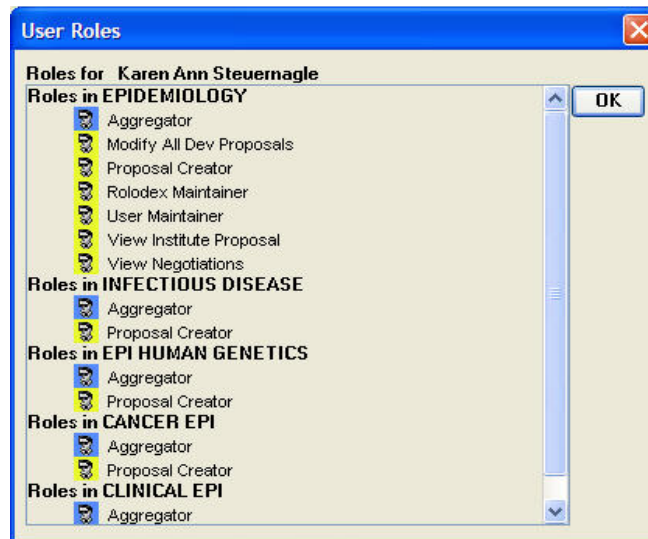 User Roles
Roles for Karen Ann Steuernagle
OK
Roles in EPIDEMIOLOGY
Aggregator
Modify All Dev Proposals
Proposal Creator
Rolodex Maintainer
User Maintainer
View Institute Proposal
View Negotiations
Roles in INFECTIOUS DISEASE
Aggregator
Proposal Creator
Roles in EPI HUMAN GENETICS
Aggregator
Proposal Creator
Roles in CANCER EPI
Aggregator
Proposal Creator
Roles in CLINICAL EPI
Aggregator